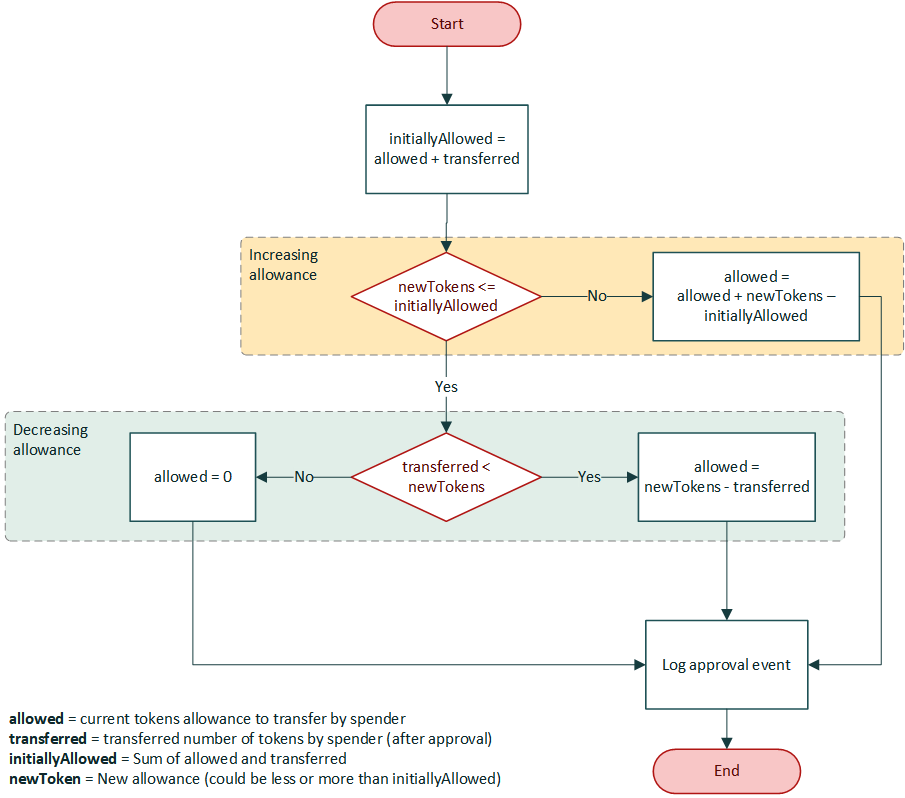 Start
initiallyAllowed =
allowed + transferred
Increasing
allowance
newTokens <=
initiallyAllowed
No
allowed =
allowed + newTokens –
initiallyAllowed
Yes
Decreasing
allowance
allowed = 0
No
transferred <
newTokens
Yes
allowed =
newTokens - transferred
Log approval event
End
allowed = current tokens allowance to transfer by spender
transferred = transferred number of tokens by spender (after approval)
initiallyAllowed = Sum of allowed and transferred
newToken = New allowance (could be less or more than initiallyAllowed)